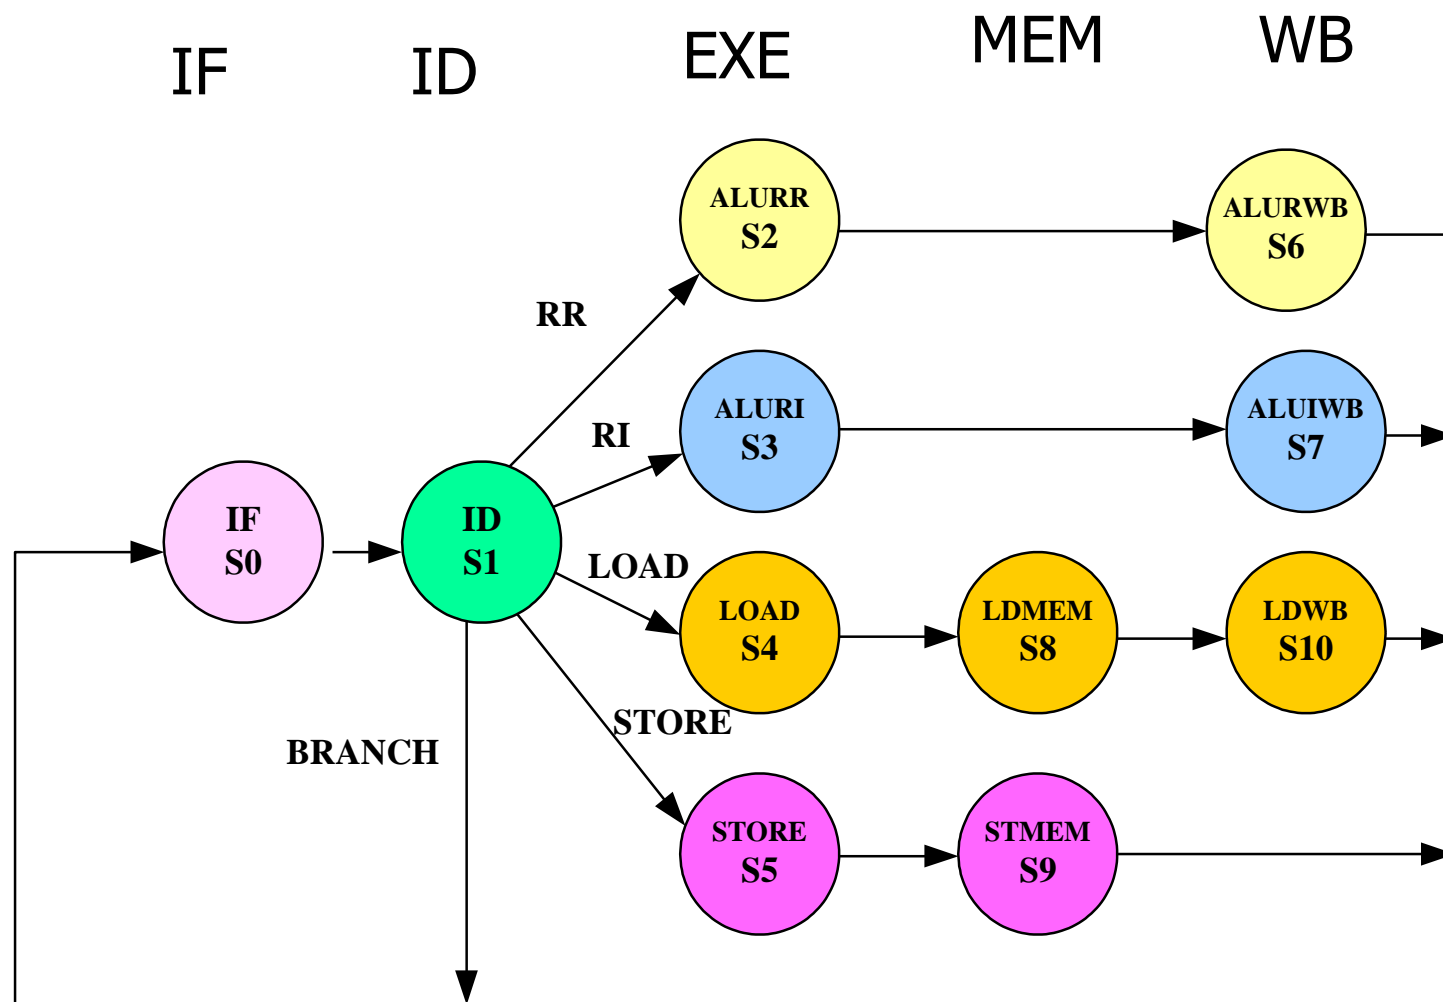 IF ID EXE MEM WB
ALURR
S2
ALURWB
S6
RR
ALURI
S3
ALUIWB
S7
RI
IF
S0
ID
S1
LOAD
LOAD
S4
LDMEM
S8
LDWB
S10
STORE
BRANCH
STORE
S5
STMEM
S9